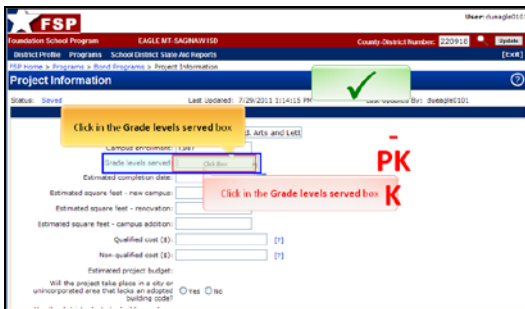 User: dueagle0101
FSP
Foundation School Program EAGLE MT-SAGINAW ISD County-District Number: 220918 Update
District Profile Programs School District State Aid Reports [Exit]
FSP Home > Programs > Bond Programs > Project Information
Project Information
Status: Saved Last Updated: 7/29/2011 1:14:15 PM Last Updated By: dueagle0101
Click in the Grade levels served box
d. Arts and Lett
Campus enrollment: 1,987
Grade levels served: Click Box
Estimated completion date:
Estimated square feet - new campus:
Click in the Grade levels served box
-
PK
K
Estimated square feet - renovation:
Estimated square feet - campus addition:
Qualified cost ($): [?]
Non-qualified cost ($): [?]
Estimated project budget:
Will the project take place in a city or
unincorporated area that lacks an adopted
building code?
Yes No